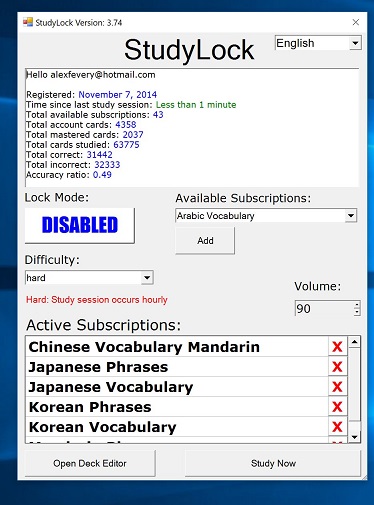 StudyLock Version: 3.74
StudyLock
English
Hello alexfevery@hotmail.com
Registered: November 7, 2014
Time since last study session: Less than 1 minute
Total available subscriptions: 43
Total account cards: 4358
Total mastered cards: 2037
Total cards studied: 63775
Total correct: 31442
Total incorrect: 32333
Accuracy ratio: 0.49
Lock Mode:
Available Subscriptions:
DISABLED
Arabic Vocabulary
Add
Difficulty:
hard
Volume:
Hard: Study session occurs hourly
90
Active Subscriptions:
Chinese Vocabulary Mandarin X
Japanese Phrases X
Japanese Vocabulary X
Korean Phrases X
Korean Vocabulary X
Open Deck Editor
Study Now